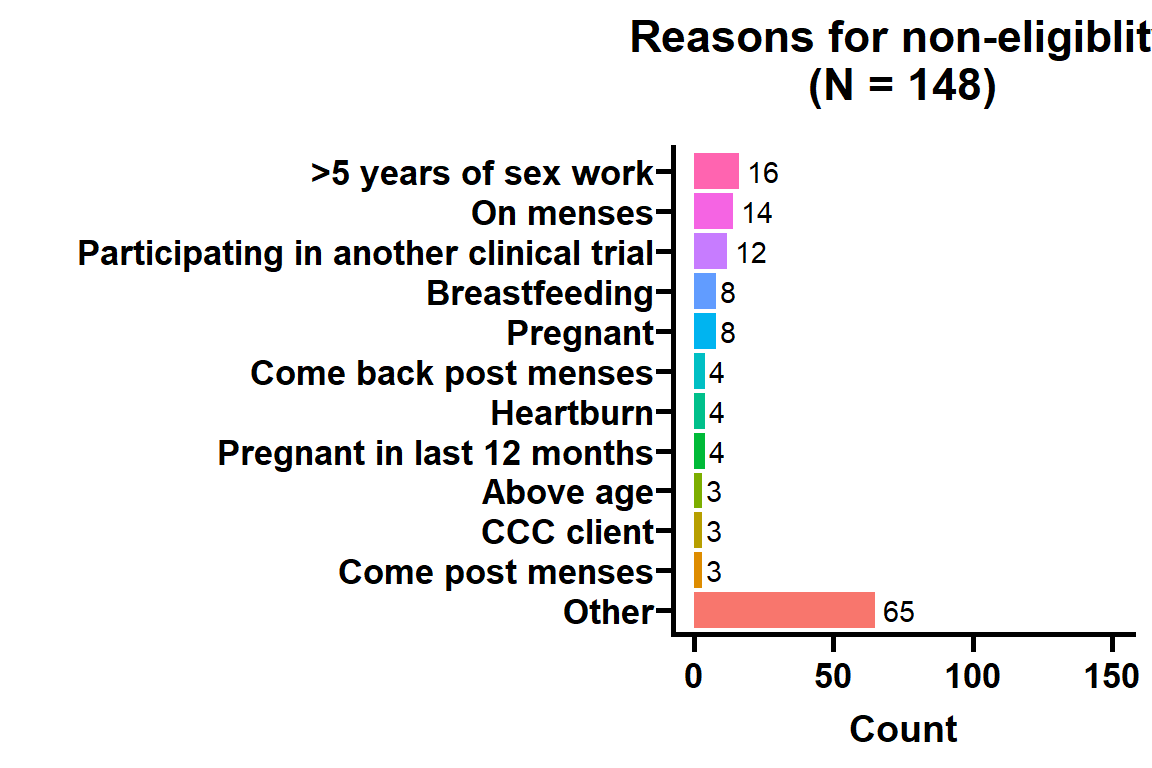 Reasons for non-eligiblit
(N = 148)
>5 years of sex work 16
On menses 14
Participating in another clinical trial 12
Breastfeeding 8
Pregnant 8
Come back post menses 4
Heartburn 4
Pregnant in last 12 months 4
Above age 3
CCC client 3
Come post menses 3
Other 65
0 50 100 150
Count